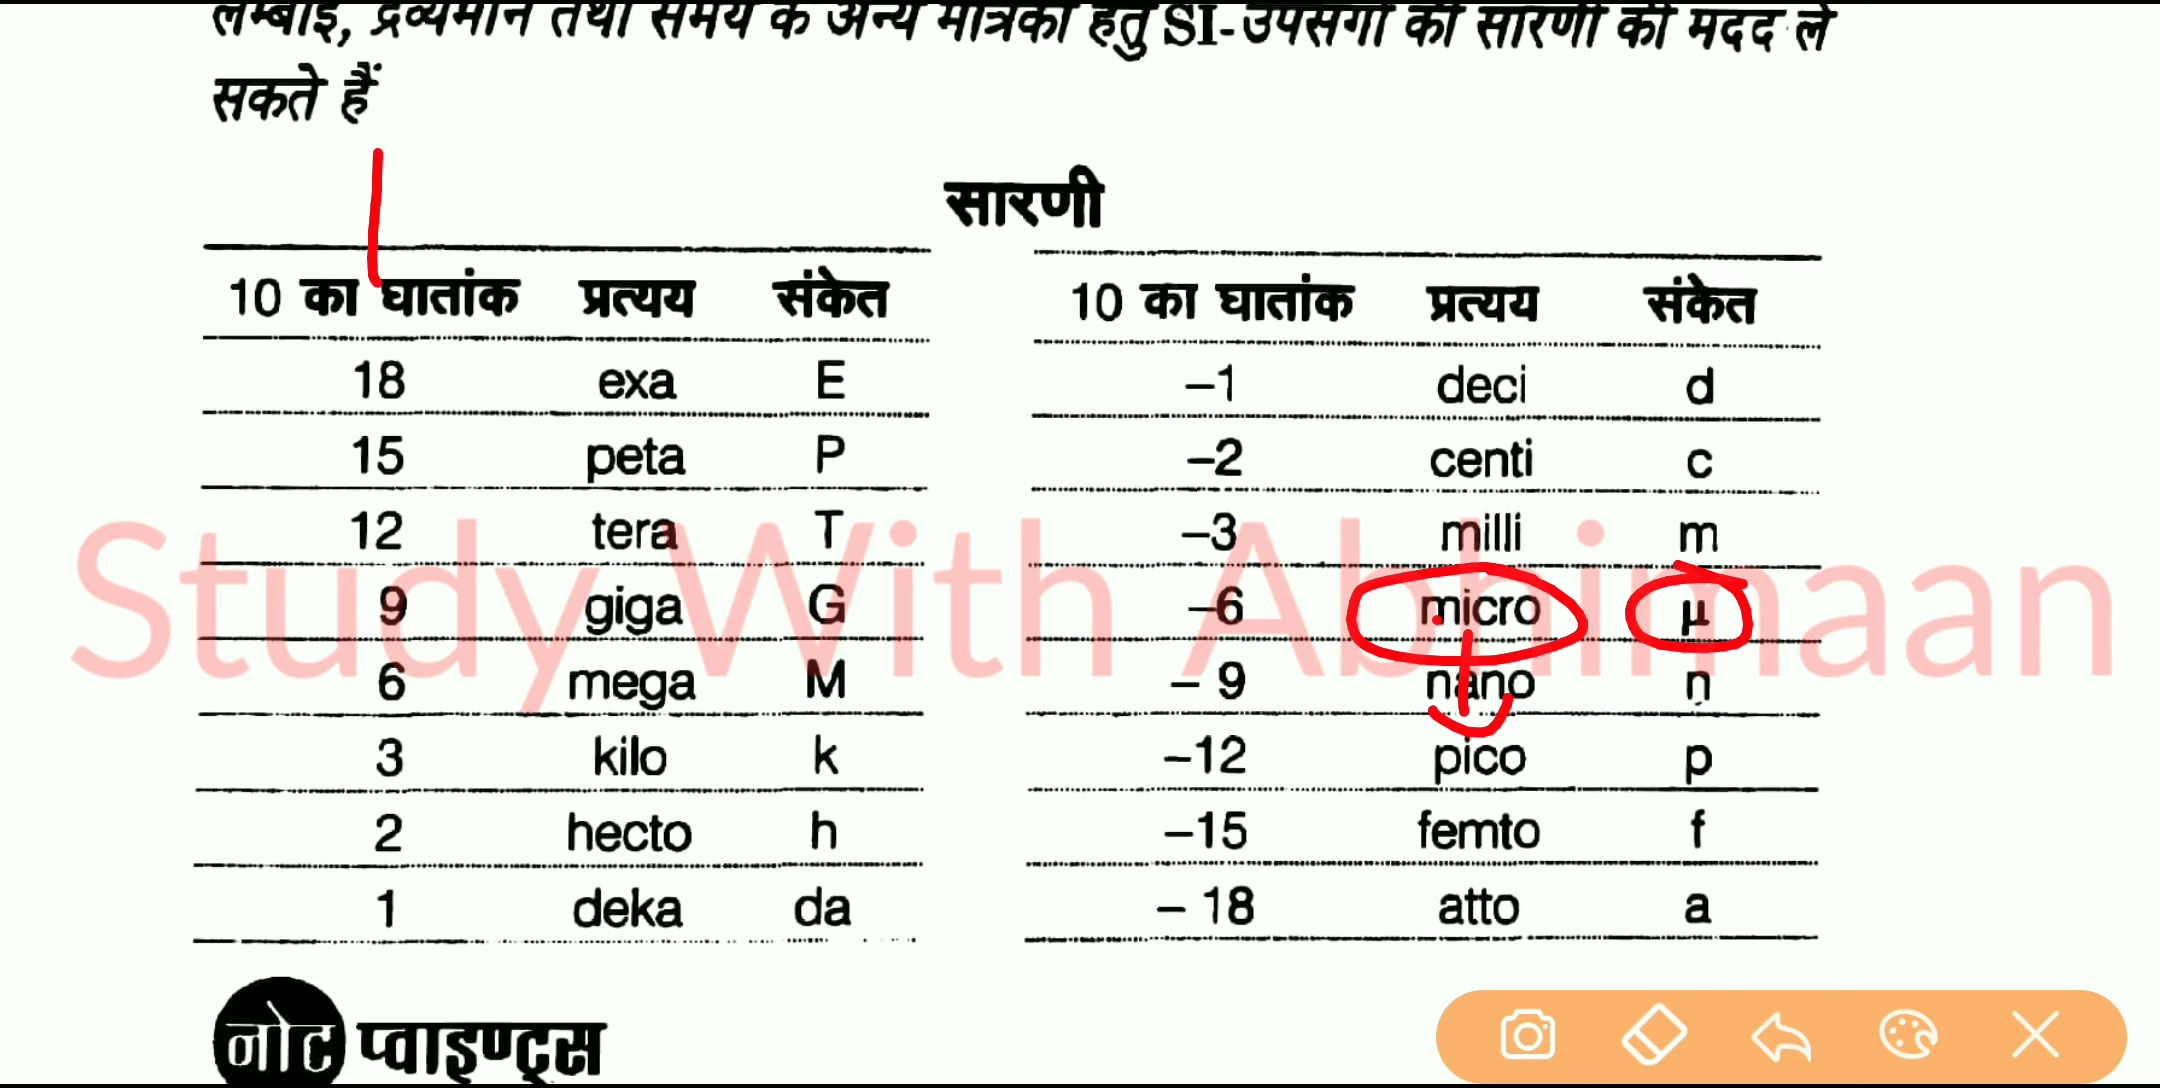 लम्बाई, द्रव्यमान तथा समय के अन्य मात्रकों हेतु SI-उपसर्गों की सारणी की मदद ले
सकते हैं
सारणी
10 का घातांक प्रत्यय संकेत 10 का घातांक प्रत्यय संकेत
18 exa E –1 deci d
15 peta P –2 centi c
12 tera T –3 milli m
9 giga G –6 micro μ
6 mega M – 9 nano n
3 kilo k –12 pico p
2 hecto h –15 femto f
1 deka da – 18 atto a
Study With Abhimaan
नोट प्वाइण्ट्स